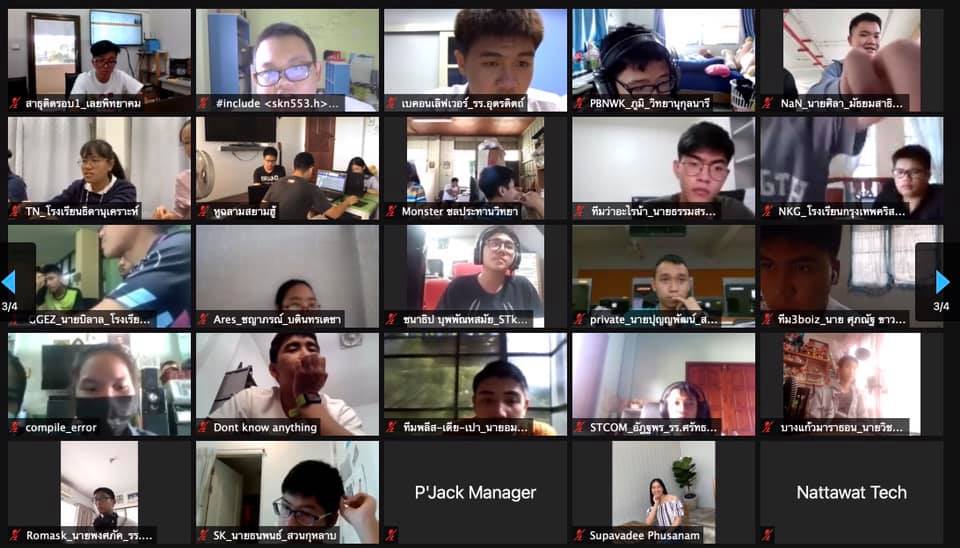 สาธุติดรอบ1_เลยพิทยาคม
#include <skn553.h>...
เบคอนเลิฟเวอร์_รร.อุตรดิตถ์
PBNWK_ภูมิ_วิทยานุกูลนารี
NaN_นายศิลา_มัธยมสาธิ...
TN_โรงเรียนธิดานุเคราะห์
หูฉลามสยามฮู้
Monster ชลประทานวิทยา
ทีมว่าอะไรน้า_นายธรรมสร...
NKG_โรงเรียนกรุงเทพคริส...
3/4
GGEZ_นายบิลาล_โรงเรีย...
Ares_ชญาภรณ์_บดินทรเดชา
ชนาธิป บุพพัณหสมัย_STk...
private_นายปุญญพัฒน์_ส...
ทีม3boiz_นาย ศุภณัฐ ขาว...
3/4
compile_error
Dont know anything
ทีมพลีส-เดีย-เปา_นายอม...
STCOM_อัฎฐพร_รร.ศรัทธ...
บางแก้วมาราธอน_นายวิช...
Romask_นายพงศภัค_รร....
SK_นายธนพนธ์_สวนกุหลาบ
P'Jack Manager
Supavadee Phusanam
Nattawat Tech